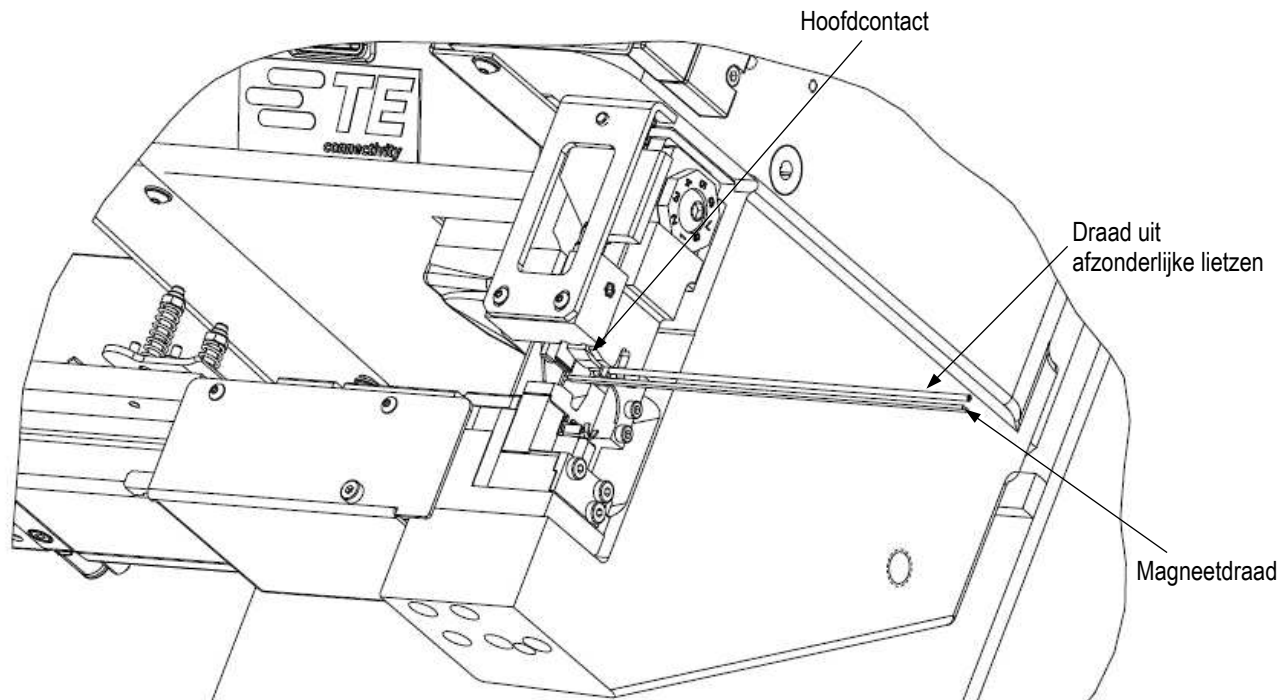 Hoofdcontact
TE
connectivity
Draad uit
afzonderlijke lietzen
Magneetdraad